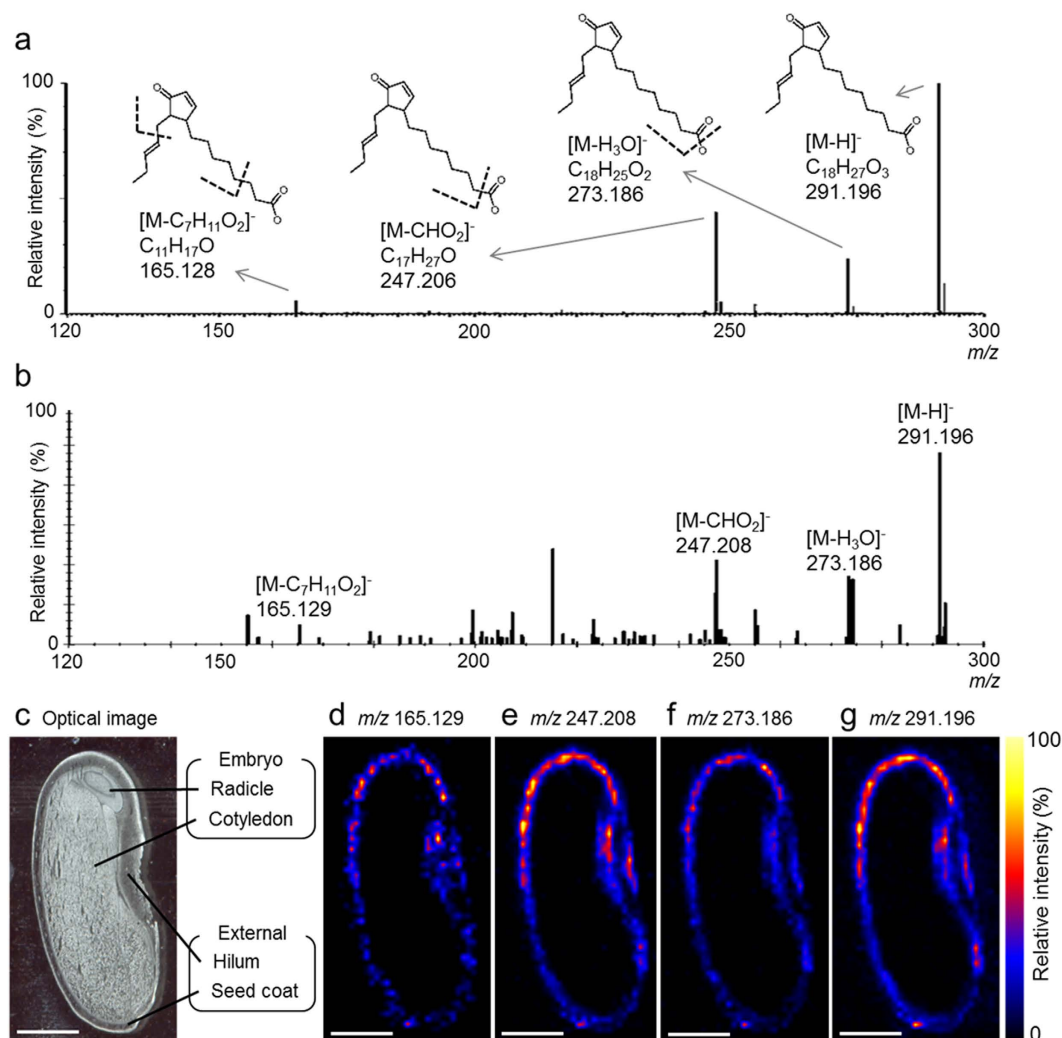 a
Relative intensity (%)
100
0
[M-C₇H₁₁O₂]⁻
C₁₁H₁₇O
165.128
[M-CHO₂]⁻
C₁₇H₂₇O
247.206
[M-H₃O]⁻
C₁₈H₂₅O₂
273.186
[M-H]⁻
C₁₈H₂₇O₃
291.196
O
O
O
O
O
O
O
O
O
O
O
O
120 150 200 250 300
m/z
b
Relative intensity (%)
100
0
[M-C₇H₁₁O₂]⁻
165.129
[M-CHO₂]⁻
247.208
[M-H₃O]⁻
273.186
[M-H]⁻
291.196
120 150 200 250 300
m/z
c Optical image
Embryo
Radicle
Cotyledon
External
Hilum
Seed coat
d m/z 165.129
e m/z 247.208
f m/z 273.186
g m/z 291.196
100
Relative intensity (%)
0